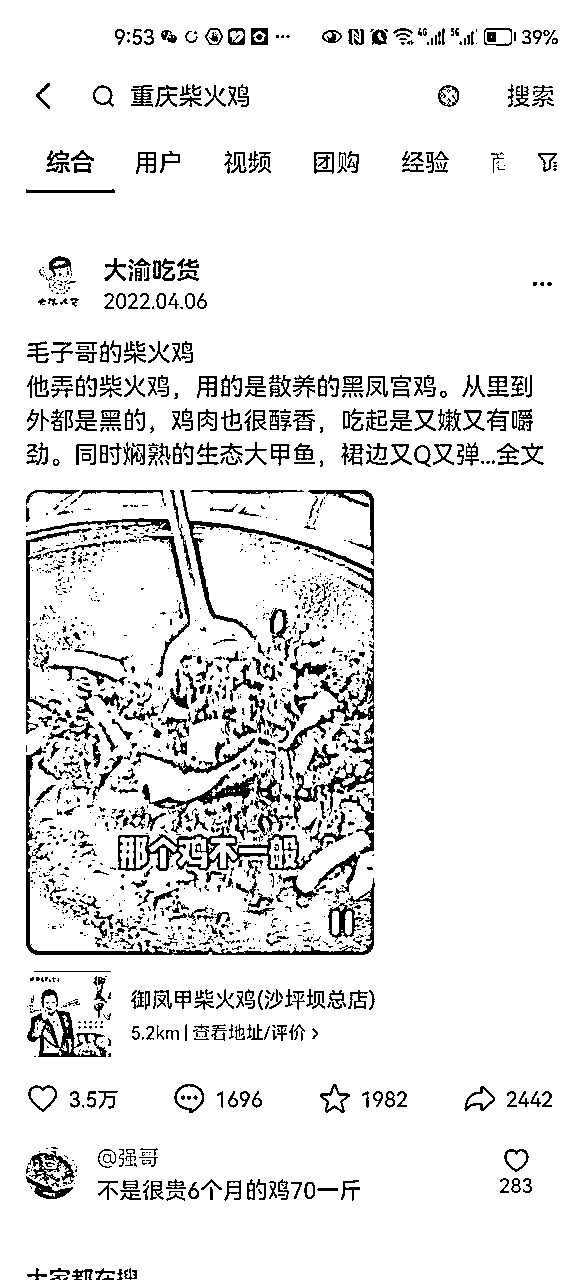 9:53
39%
重庆柴火鸡
搜索
综合 用户 视频 团购 经验
大渝吃货
2022.04.06
毛子哥的柴火鸡
他弄的柴火鸡，用的是散养的黑凤宫鸡。从里到
外都是黑的，鸡肉也很醇香，吃起是又嫩又有嚼
劲。同时焖熟的生态大甲鱼，裙边又Q又弹...全文
那个鸡不一般
御凤甲柴火鸡(沙坪坝总店)
5.2km | 查看地址/评价 >
3.5万 1696 1982 2442
@强哥
不是很贵6个月的鸡70一斤
283
大家都在搜